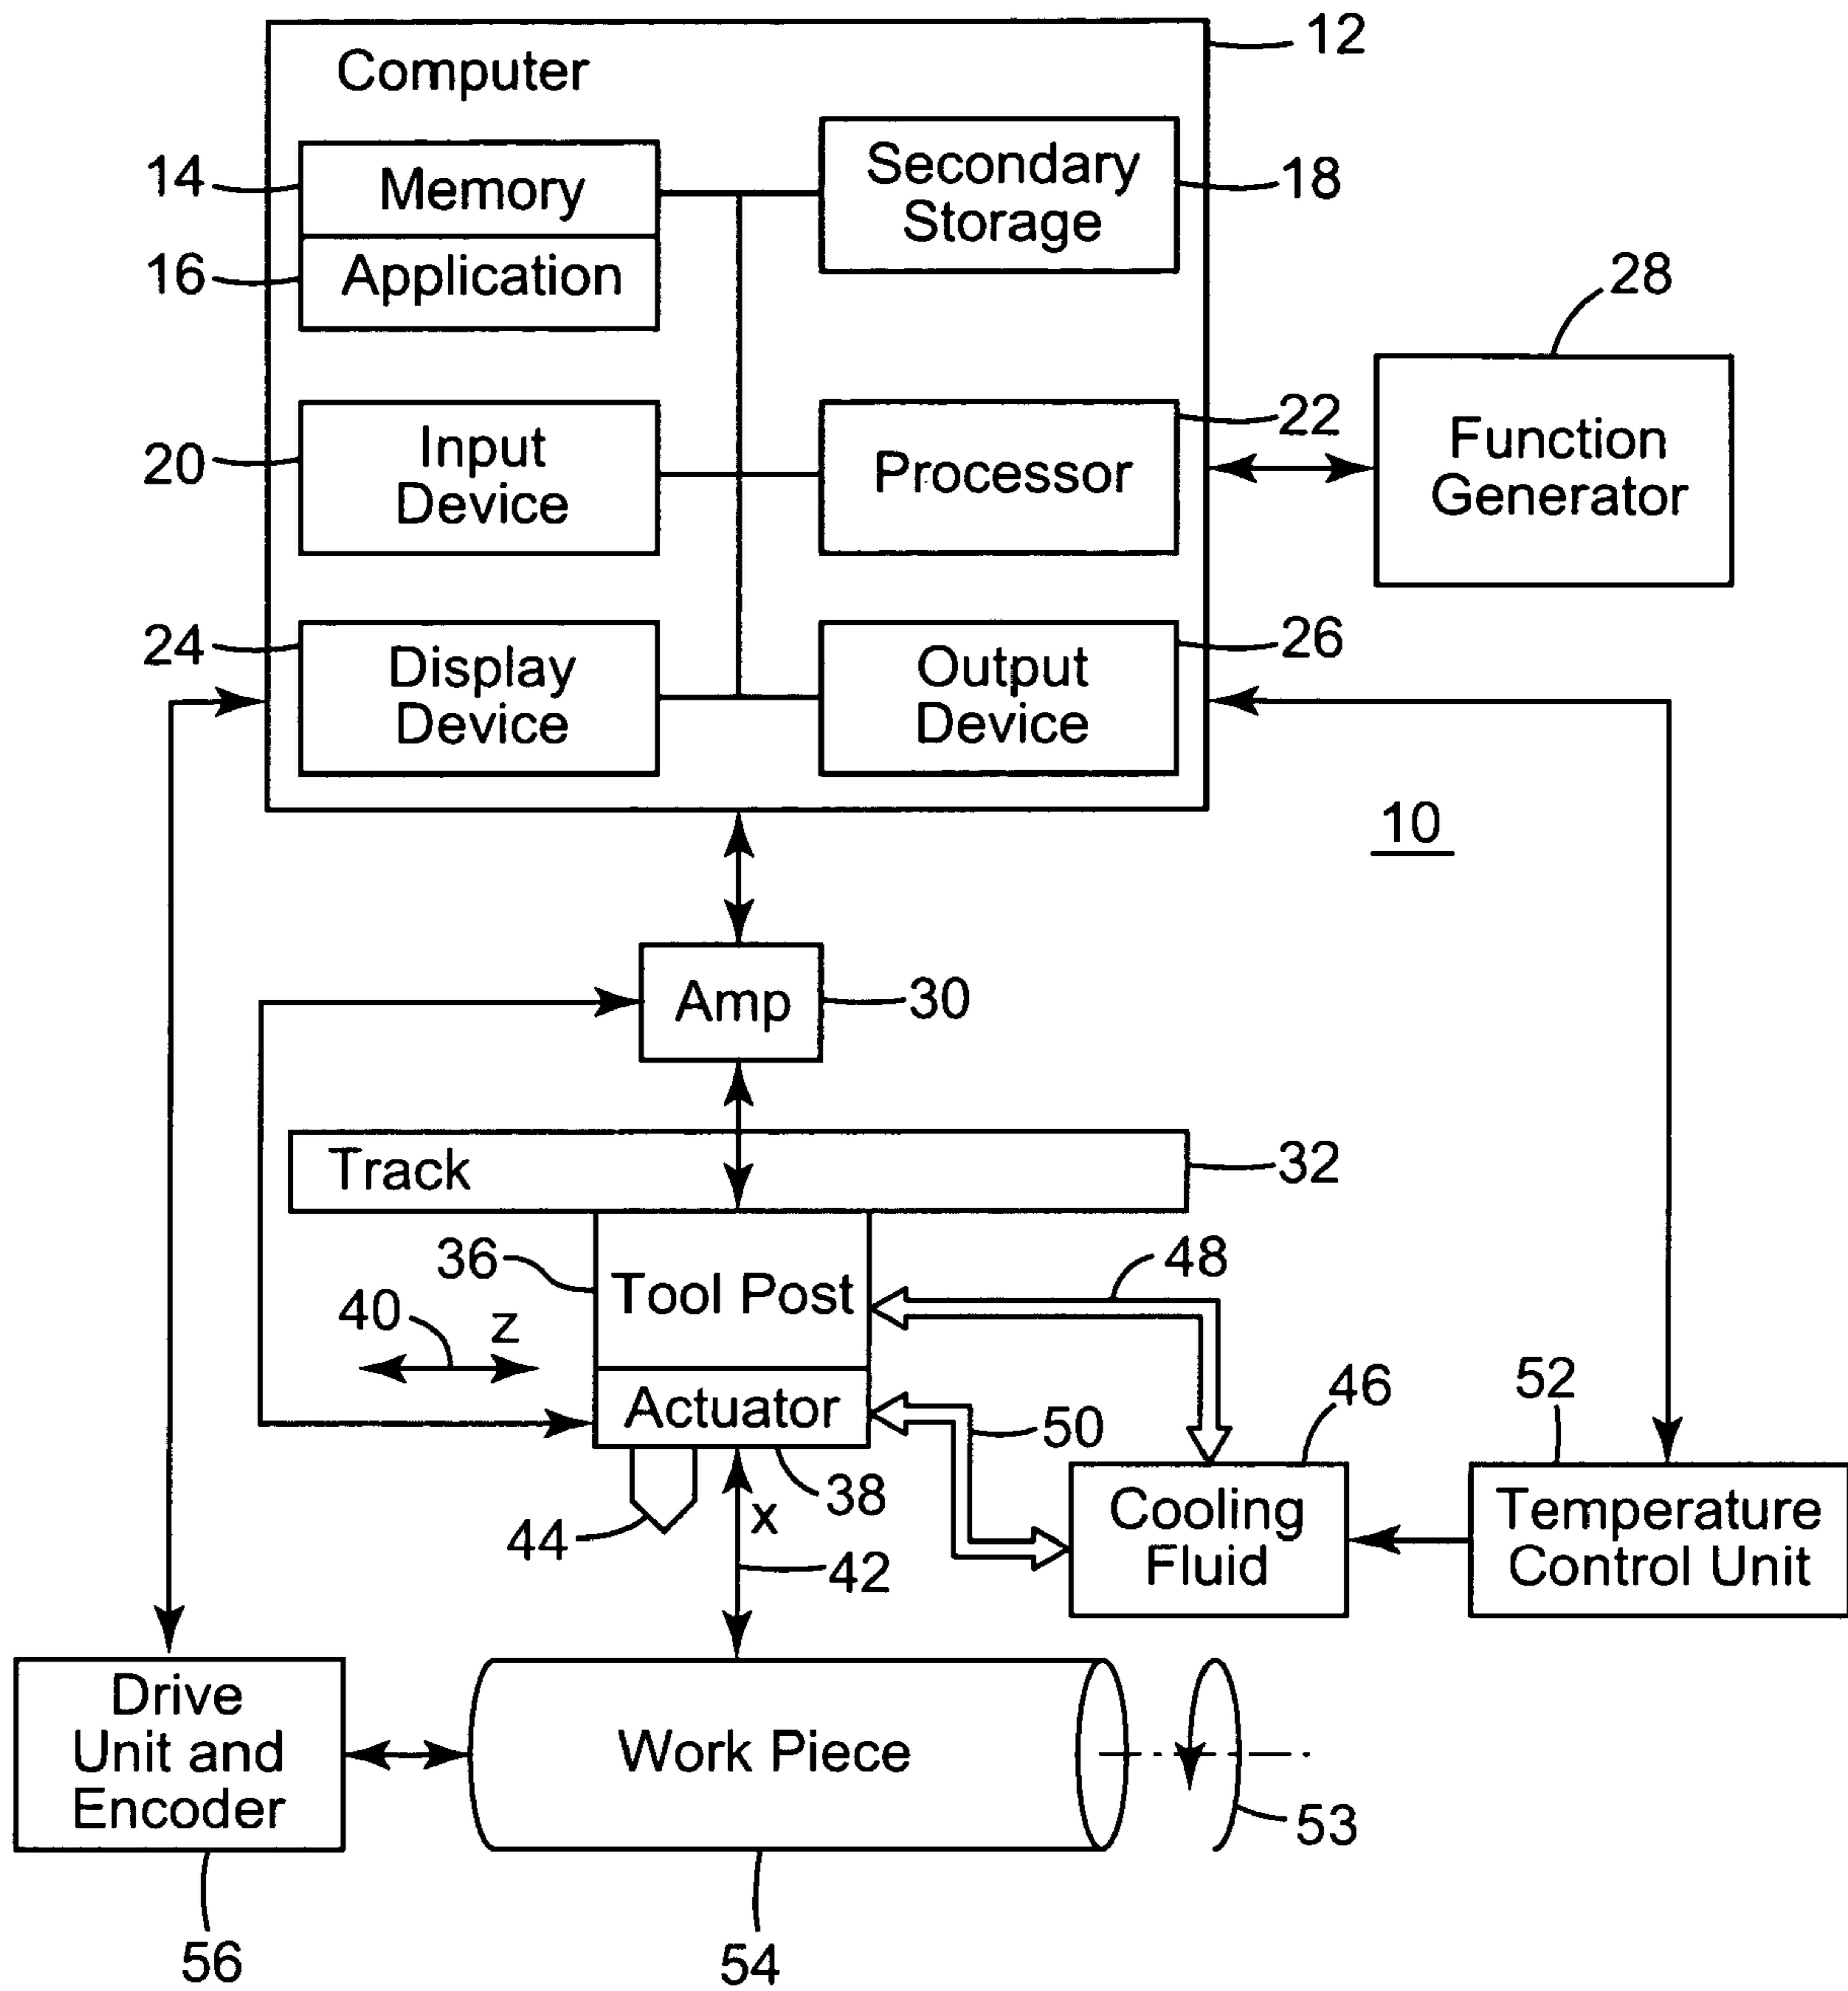 12
Computer
14
Memory
Secondary
Storage
18
16
Application
28
20
Input
Device
Processor
22
Function
Generator
24
Display
Device
Output
Device
26
10
Amp
30
Track
32
36
Tool Post
48
40
z
Actuator
50
46
52
44
x
38
42
Cooling
Fluid
Temperature
Control Unit
Drive
Unit and
Encoder
Work Piece
53
56
54